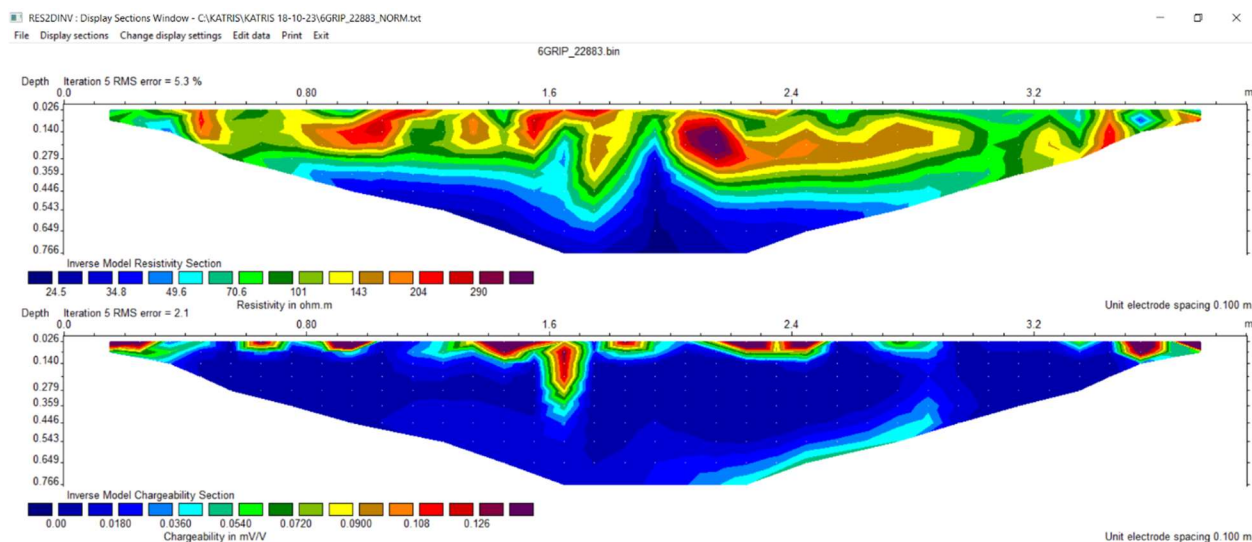 RES2DINV : Display Sections Window - C:\KATRIS\KATRIS 18-10-23\6GRIP_22883_NORM.txt
File Display sections Change display settings Edit data Print Exit
6GRIP_22883.bin
Depth Iteration 5 RMS error = 5.3 %
0.0 0.80 1.6 2.4 3.2 m
0.026
0.140
0.279
0.359
0.446
0.543
0.649
0.766
Inverse Model Resistivity Section
24.5 34.8 49.6 70.6 101 143 204 290
Resistivity in ohm.m
Unit electrode spacing 0.100 m
Depth Iteration 5 RMS error = 2.1
0.0 0.80 1.6 2.4 3.2 m
0.026
0.140
0.279
0.359
0.446
0.543
0.649
0.766
Inverse Model Chargeability Section
0.00 0.0180 0.0360 0.0540 0.0720 0.0900 0.108 0.126
Chargeability in mV/V
Unit electrode spacing 0.100 m